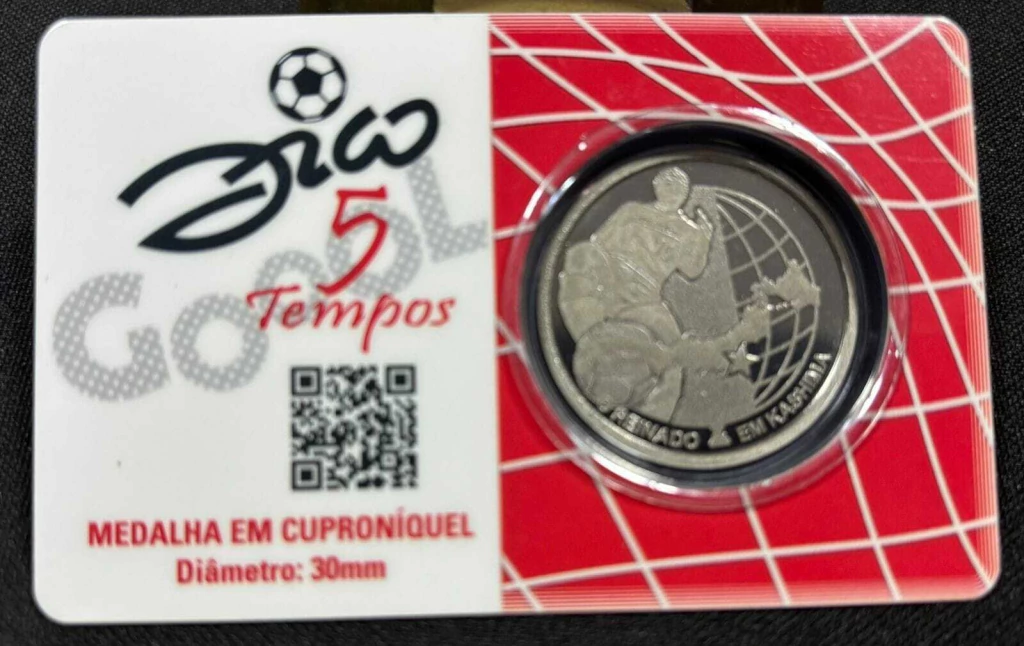 Zico
5
GOOOL
Tempos
MEDALHA EM CUPRONÍQUEL
Diâmetro: 30mm
O REINADO EM KASHIMA